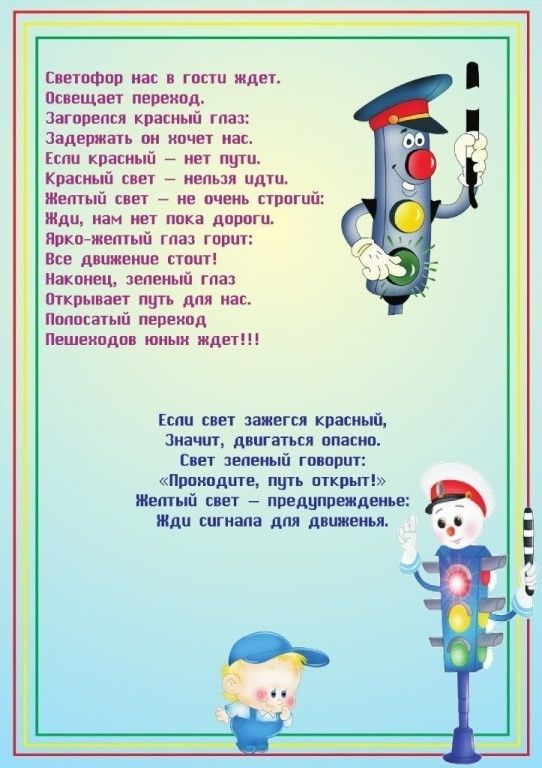 Светофор нас в гости ждет.
Освещает переход.
Загорелся красный глаз:
Задержать он хочет нас.
Если красный – нет пути.
Красный свет – нельзя идти.
Желтый свет – не очень строгий:
Жди, нам нет пока дороги.
Ярко-желтый глаз горит:
Все движение стоит!
Наконец, зеленый глаз
Открывает путь для нас.
Полосатый переход
Пешеходов юных ждет!!!
Если свет зажегся красный,
Значит, двигаться опасно.
Свет зеленый говорит:
«Проходите, путь открыт!»
Желтый свет – предупрежденье:
Жди сигнала для движенья.